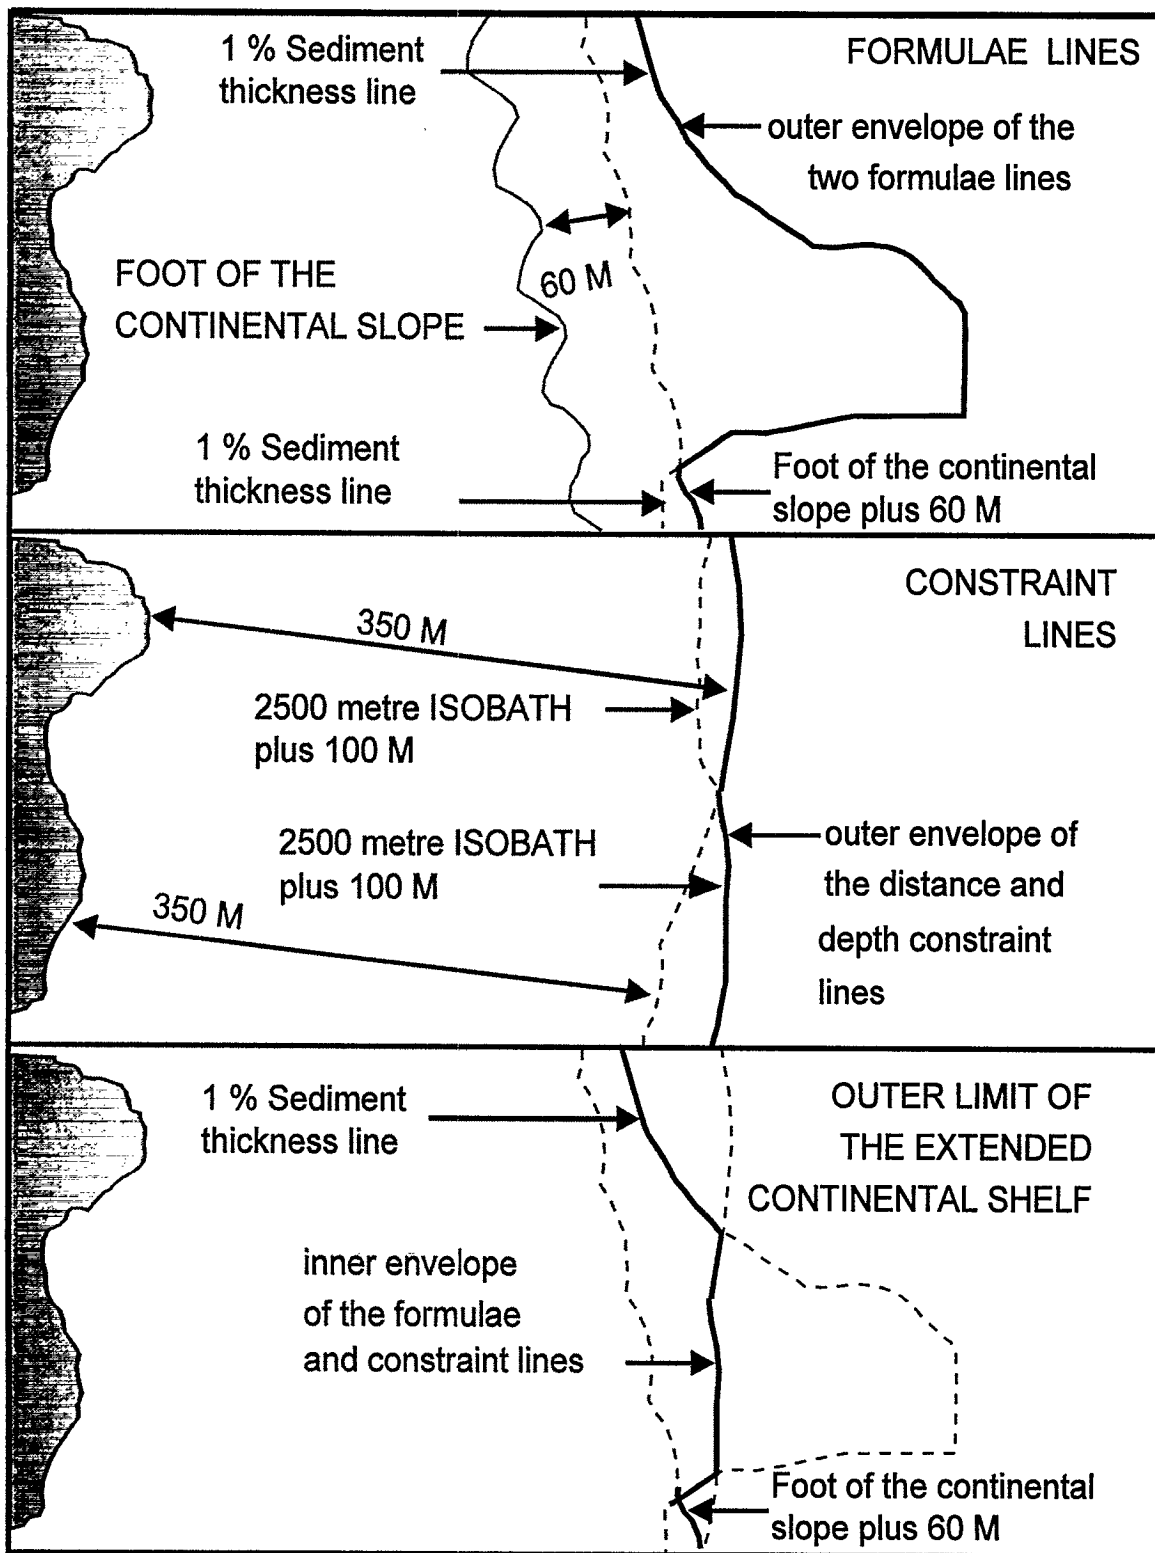 1 % Sediment
thickness line
FORMULAE LINES
outer envelope of the
two formulae lines
60 M
FOOT OF THE
CONTINENTAL SLOPE
1 % Sediment
thickness line
Foot of the continental
slope plus 60 M
CONSTRAINT
LINES
350 M
2500 metre ISOBATH
plus 100 M
2500 metre ISOBATH
plus 100 M
350 M
outer envelope of
the distance and
depth constraint
lines
1 % Sediment
thickness line
OUTER LIMIT OF
THE EXTENDED
CONTINENTAL SHELF
inner envelope
of the formulae
and constraint lines
Foot of the continental
slope plus 60 M